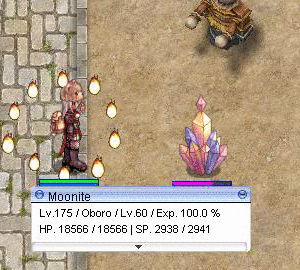 Moonite
Lv.175 / Oboro / Lv.60 / Exp. 100.0 %
HP. 18566 / 18566 | SP. 2938 / 2941